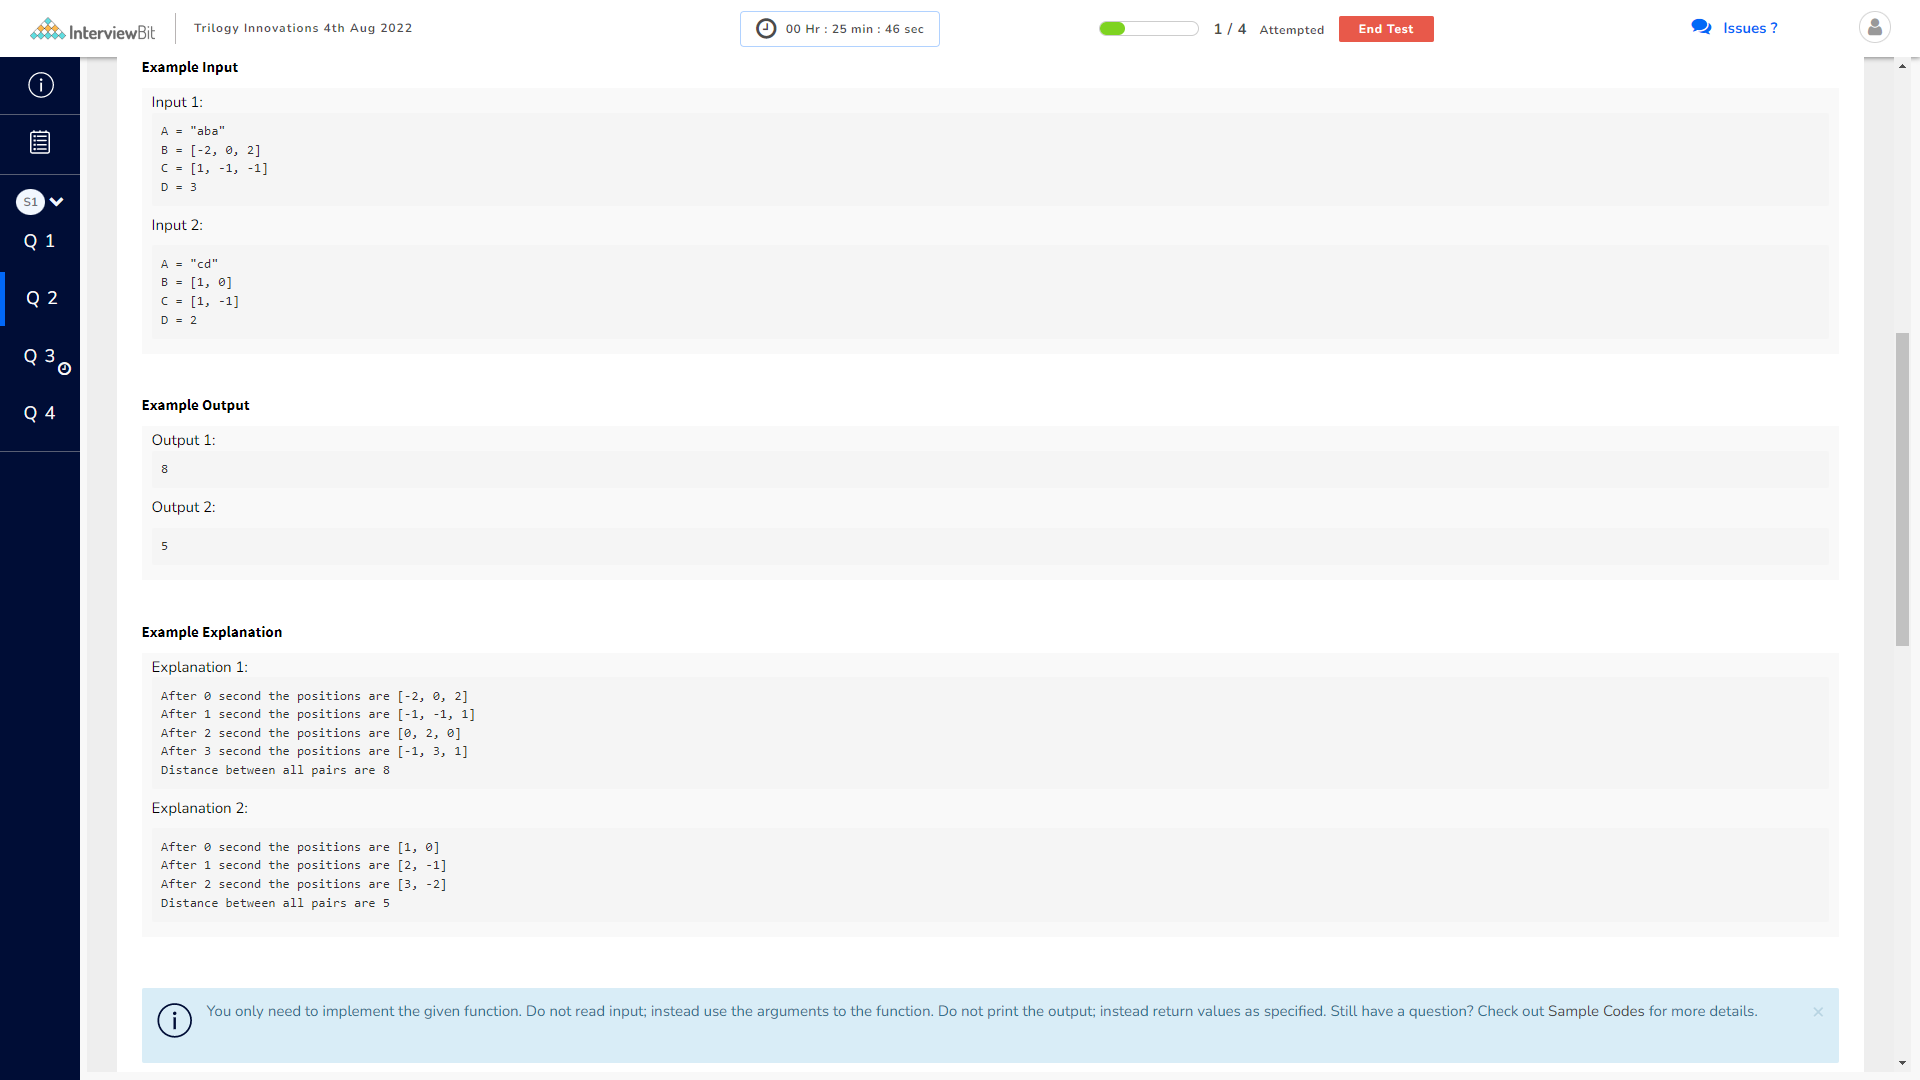 InterviewBit
Trilogy Innovations 4th Aug 2022
00 Hr : 25 min : 46 sec
1 / 4 Attempted
End Test
Issues ?
S1
Q 1
Q 2
Q 3
Q 4
Example Input
Input 1:
A = "aba"
B = [-2, 0, 2]
C = [1, -1, -1]
D = 3
Input 2:
A = "cd"
B = [1, 0]
C = [1, -1]
D = 2
Example Output
Output 1:
8
Output 2:
5
Example Explanation
Explanation 1:
After 0 second the positions are [-2, 0, 2]
After 1 second the positions are [-1, -1, 1]
After 2 second the positions are [0, 2, 0]
After 3 second the positions are [-1, 3, 1]
Distance between all pairs are 8
Explanation 2:
After 0 second the positions are [1, 0]
After 1 second the positions are [2, -1]
After 2 second the positions are [3, -2]
Distance between all pairs are 5
You only need to implement the given function. Do not read input; instead use the arguments to the function. Do not print the output; instead return values as specified. Still have a question? Check out Sample Codes for more details.